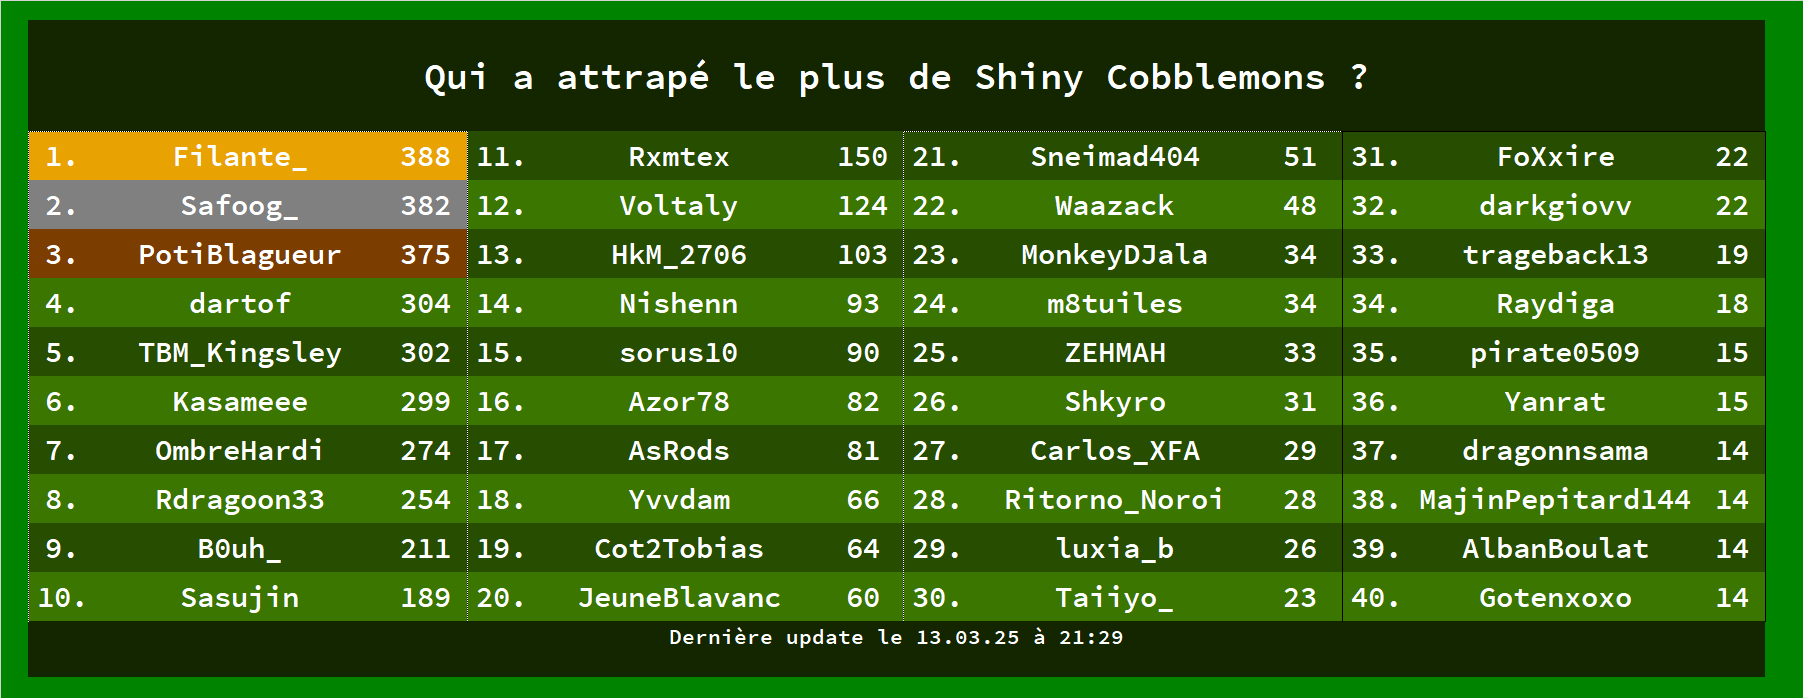 Qui a attrapé le plus de Shiny Cobblemons ?
1. Filante_ 388 11. Rxmtex 150 21. Sneimad404 51 31. FoXxire 22
2. Safoog_ 382 12. Voltaly 124 22. Waazack 48 32. darkgiovv 22
3. PotiBlagueur 375 13. HkM_2706 103 23. MonkeyDJala 34 33. trageback13 19
4. dartof 304 14. Nishenn 93 24. m8tuiles 34 34. Raydiga 18
5. TBM_Kingsley 302 15. sorus10 90 25. ZEHMAH 33 35. pirate0509 15
6. Kasameee 299 16. Azor78 82 26. Shkyro 31 36. Yanrat 15
7. OmbreHardi 274 17. AsRods 81 27. Carlos_XFA 29 37. dragonnsama 14
8. Rdragoon33 254 18. Yvvdam 66 28. Ritorno_Noroi 28 38. MajinPepitard144 14
9. B0uh_ 211 19. Cot2Tobias 64 29. luxia_b 26 39. AlbanBoulat 14
10. Sasujin 189 20. JeuneBlavanc 60 30. Taiiyo_ 23 40. Gotenxoxo 14
Dernière update le 13.03.25 à 21:29